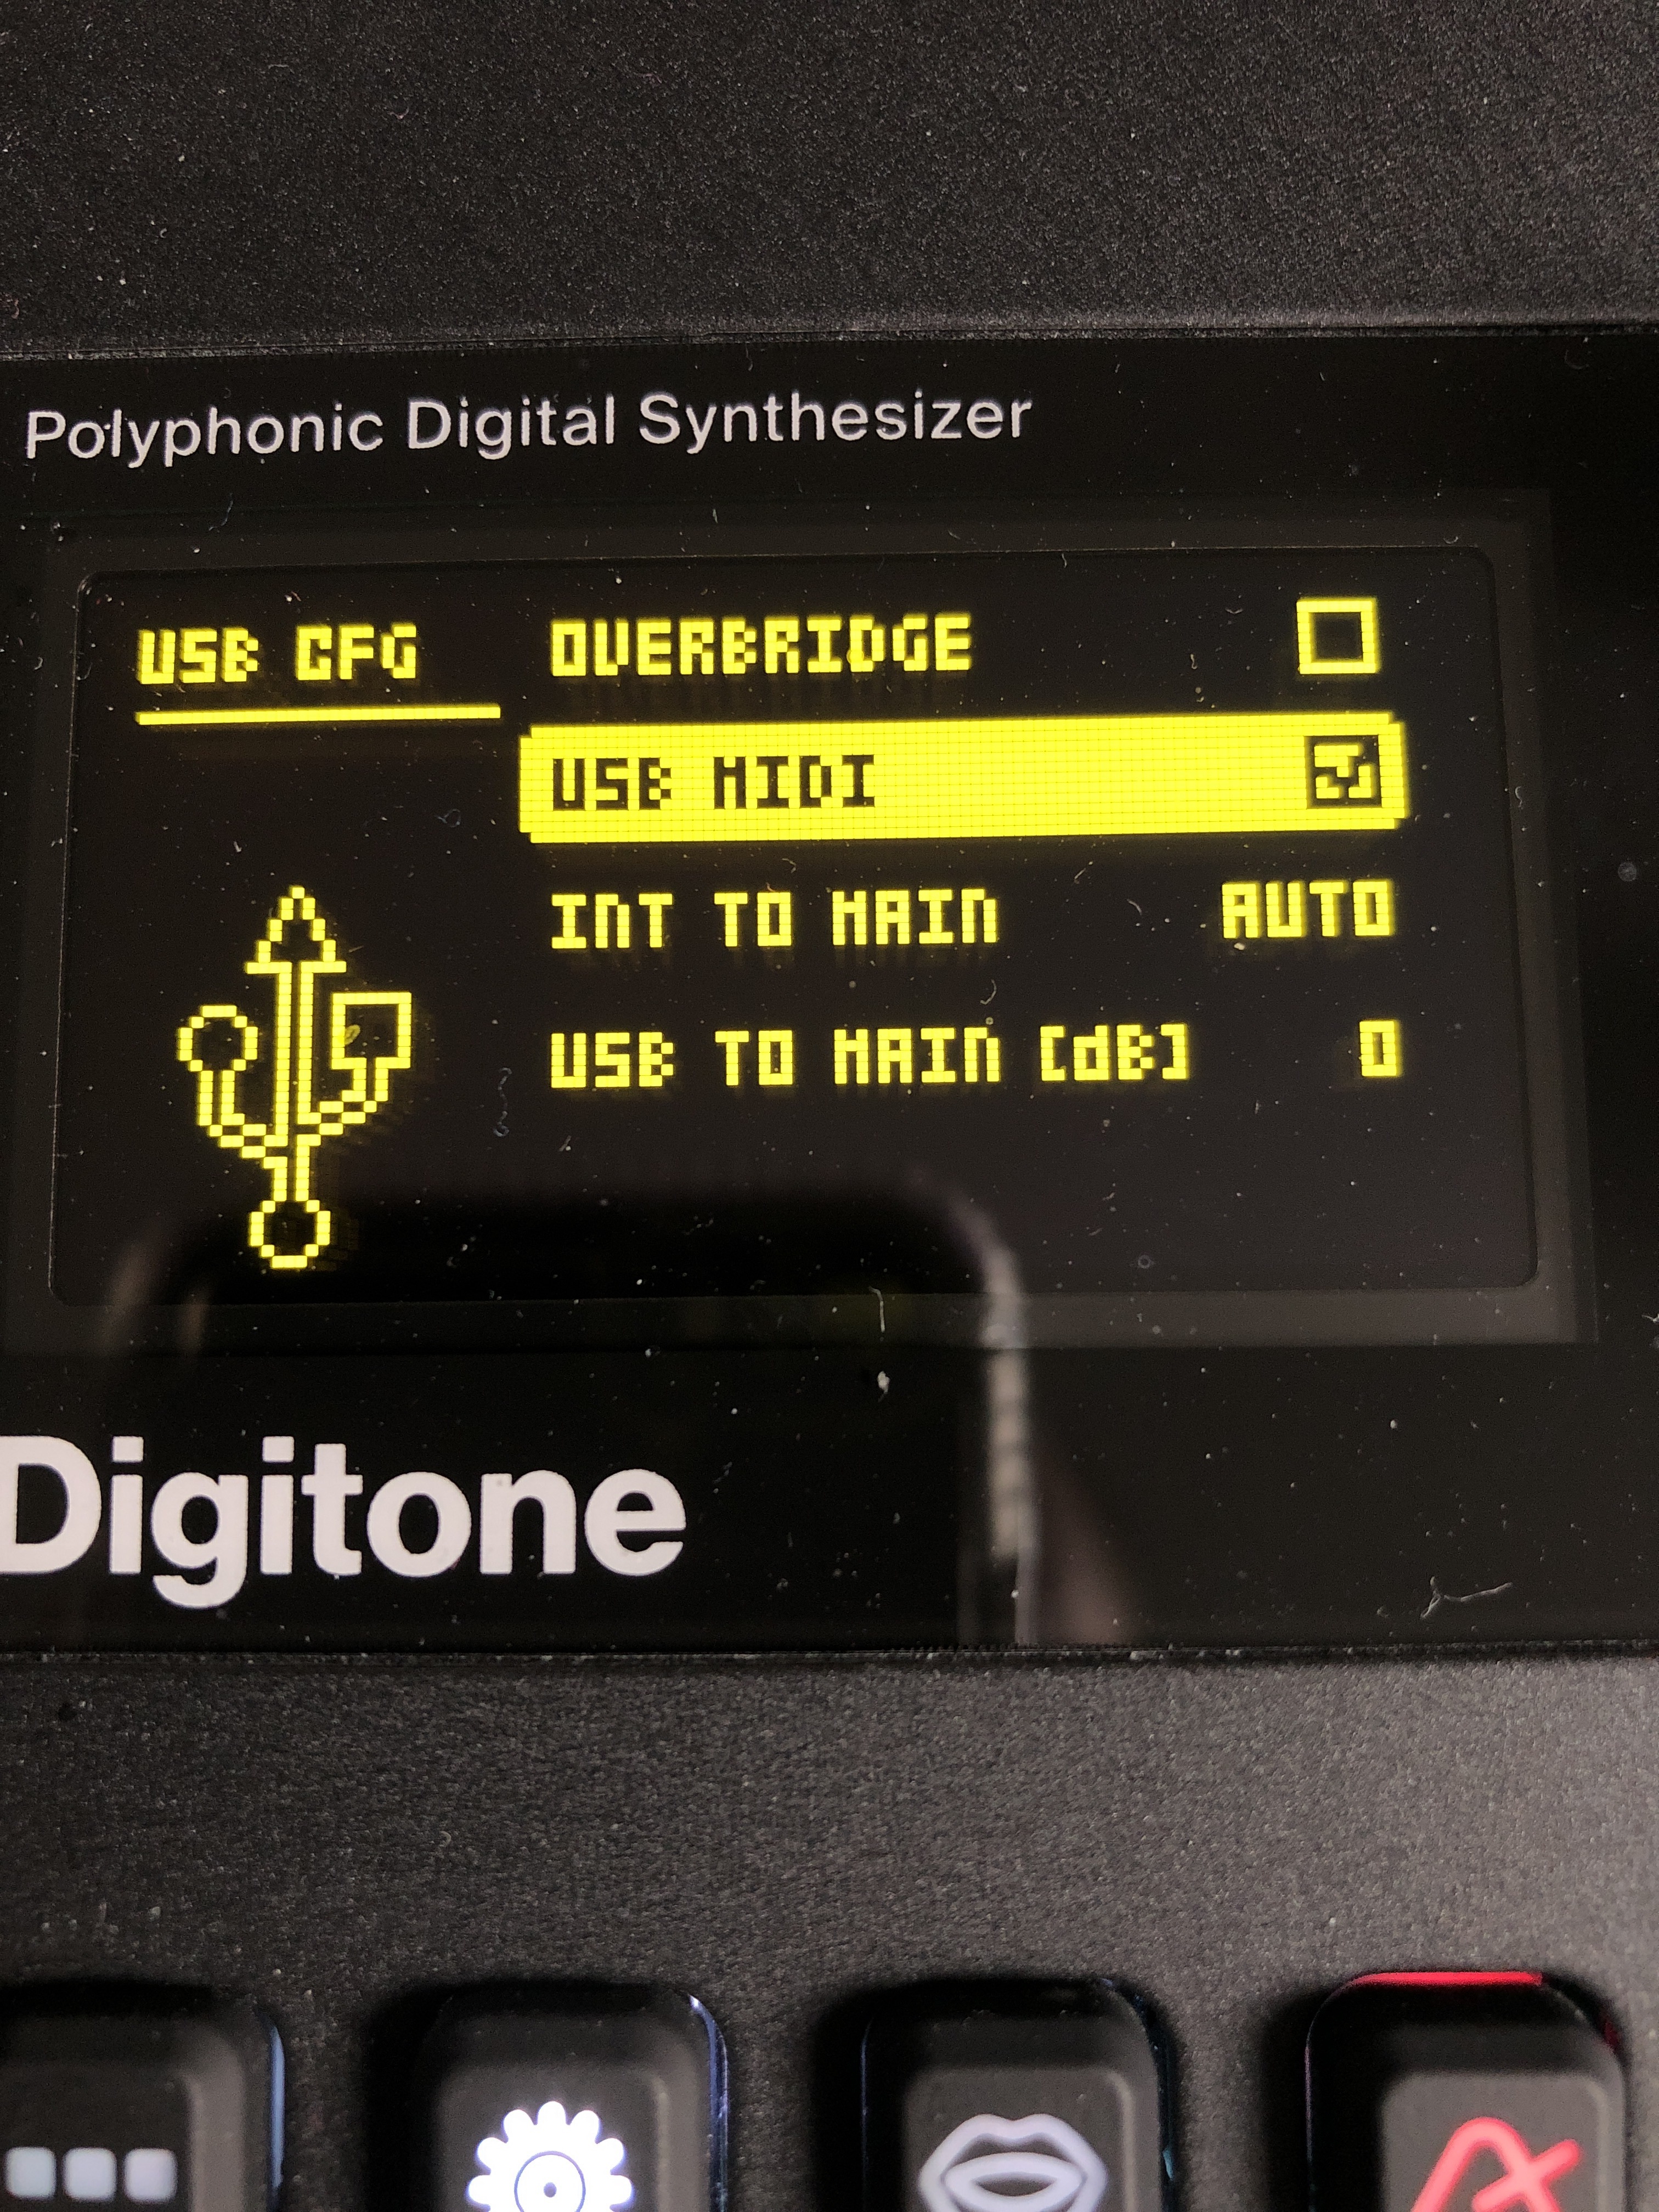 Polyphonic Digital Synthesizer
USB CFG
OVERBRIDGE
USB MIDI
INT TO MAIN AUTO
USB TO MAIN [dB] 0
Digitone